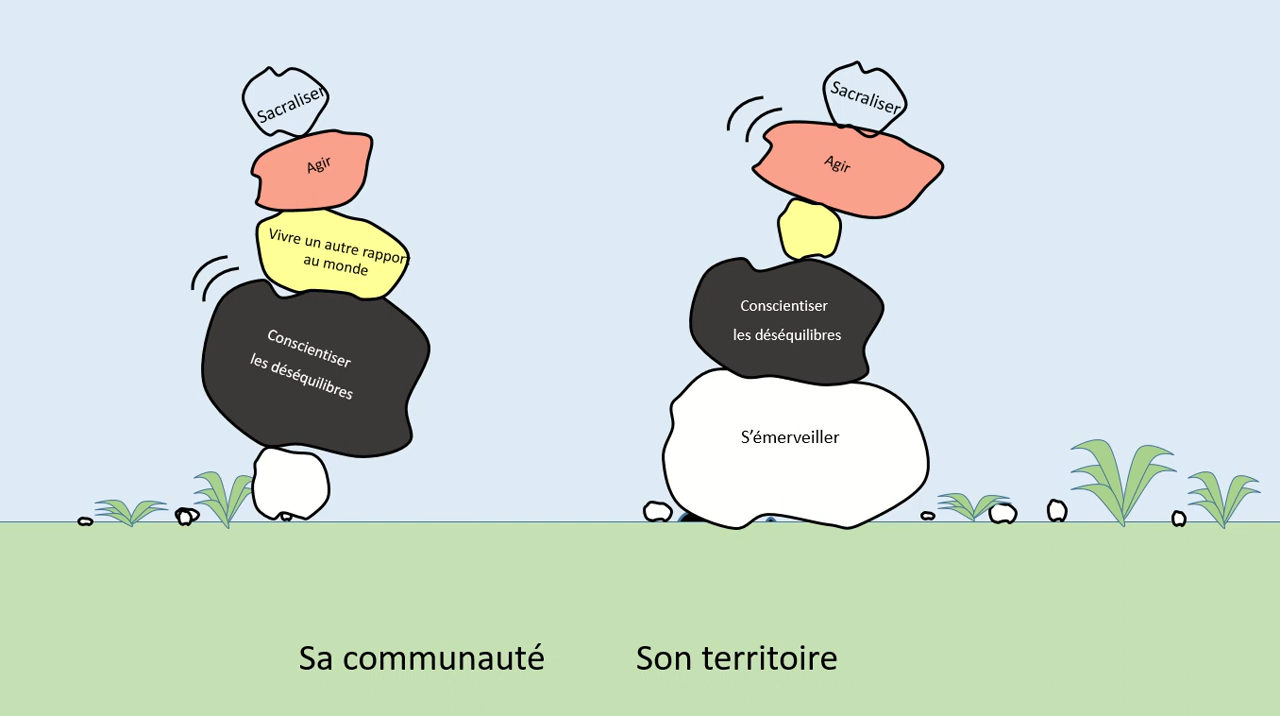 Sacraliser
Agir
Vivre un autre rappor
au monde
Conscientiser
les déséquilibres
Sacraliser
Agir
Conscientiser
les déséquilibres
S’émerveiller
Sa communauté
Son territoire